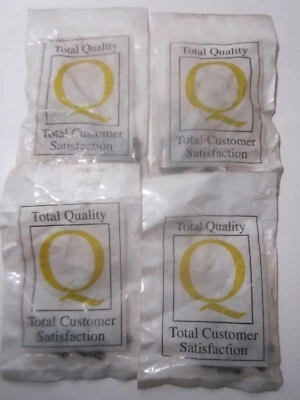 Total Quality
Q
Total Customer
Satisfaction
Total Quality
Q
Total Customer
Satisfaction
Total Quality
Q
Total Customer
Satisfaction
Total Quality
Q
Total Customer
Satisfaction